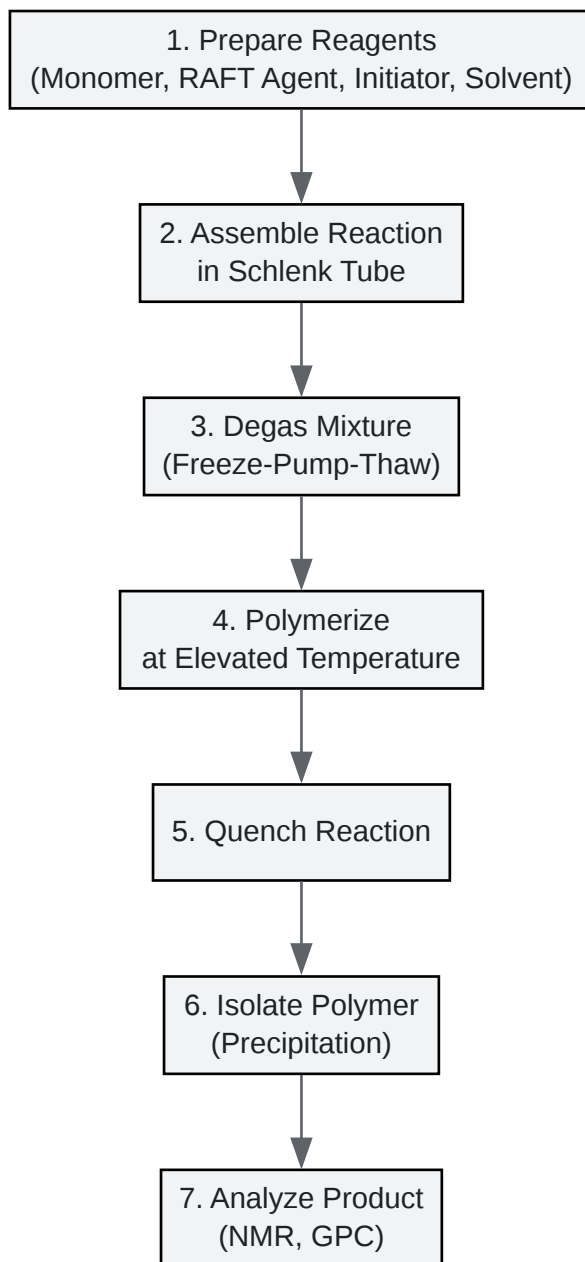 1. Prepare Reagents
(Monomer, RAFT Agent, Initiator, Solvent)
2. Assemble Reaction
in Schlenk Tube
3. Degas Mixture
(Freeze-Pump-Thaw)
4. Polymerize
at Elevated Temperature
5. Quench Reaction
6. Isolate Polymer
(Precipitation)
7. Analyze Product
(NMR, GPC)